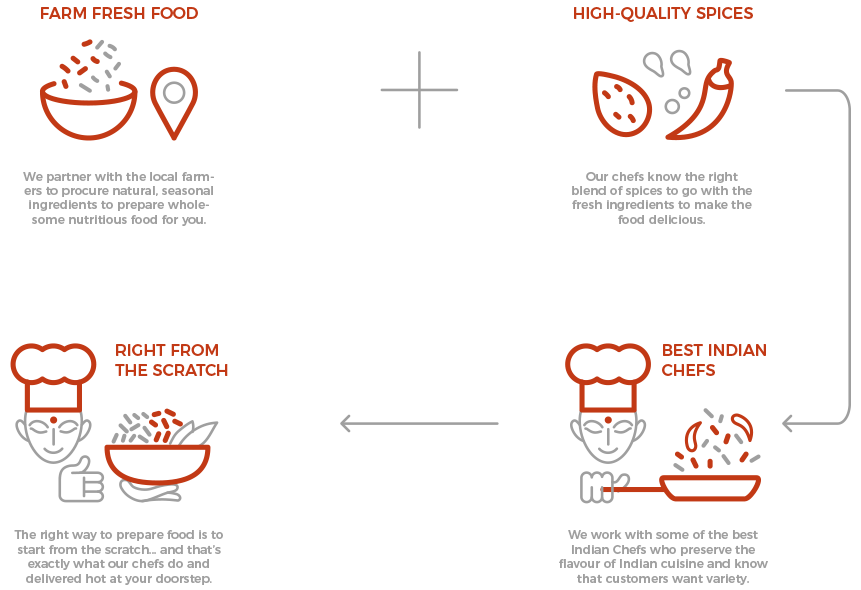 FARM FRESH FOOD
We partner with the local farm-
ers to procure natural, seasonal
ingredients to prepare whole-
some nutritious food for you.
HIGH-QUALITY SPICES
Our chefs know the right
blend of spices to go with the
fresh ingredients to make the
food delicious.
RIGHT FROM
THE SCRATCH
The right way to prepare food is to
start from the scratch... and that's
exactly what our chefs do and
delivered hot at your doorstep.
BEST INDIAN
CHEFS
We work with some of the best
Indian Chefs who preserve the
flavour of Indian cuisine and know
that customers want variety.